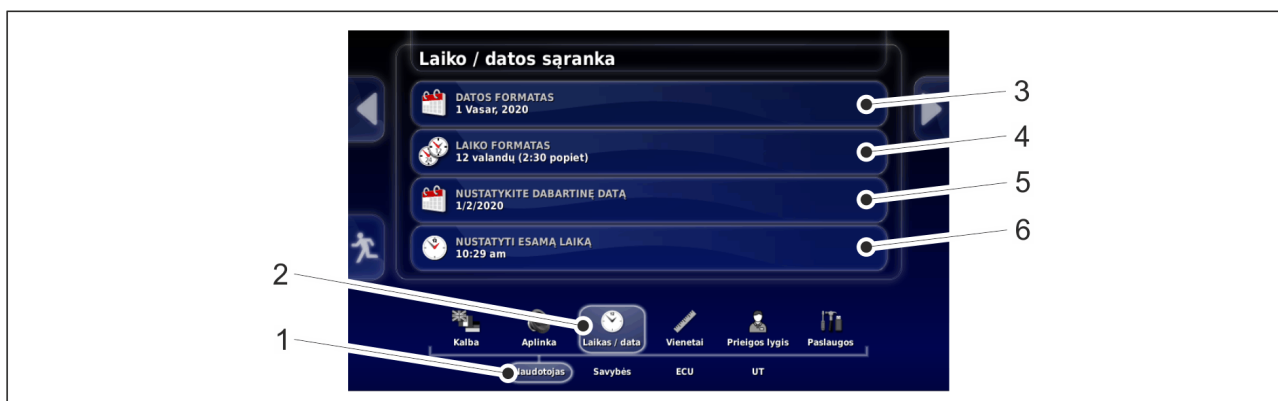 Laiko / datos sąranka
DATOS FORMATAS
1 Vasar, 2020
3
LAIKO FORMATAS
12 valandų (2:30 popiet)
4
NUSTATYKITE DABARTINĘ DATĄ
1/2/2020
5
NUSTATYTI ESAMĄ LAIKĄ
10:29 am
6
2
Kalba Aplinka Laikas / data Vienetai Prieigos lygis Paslaugos
1
Naudotojas Savybės ECU UT